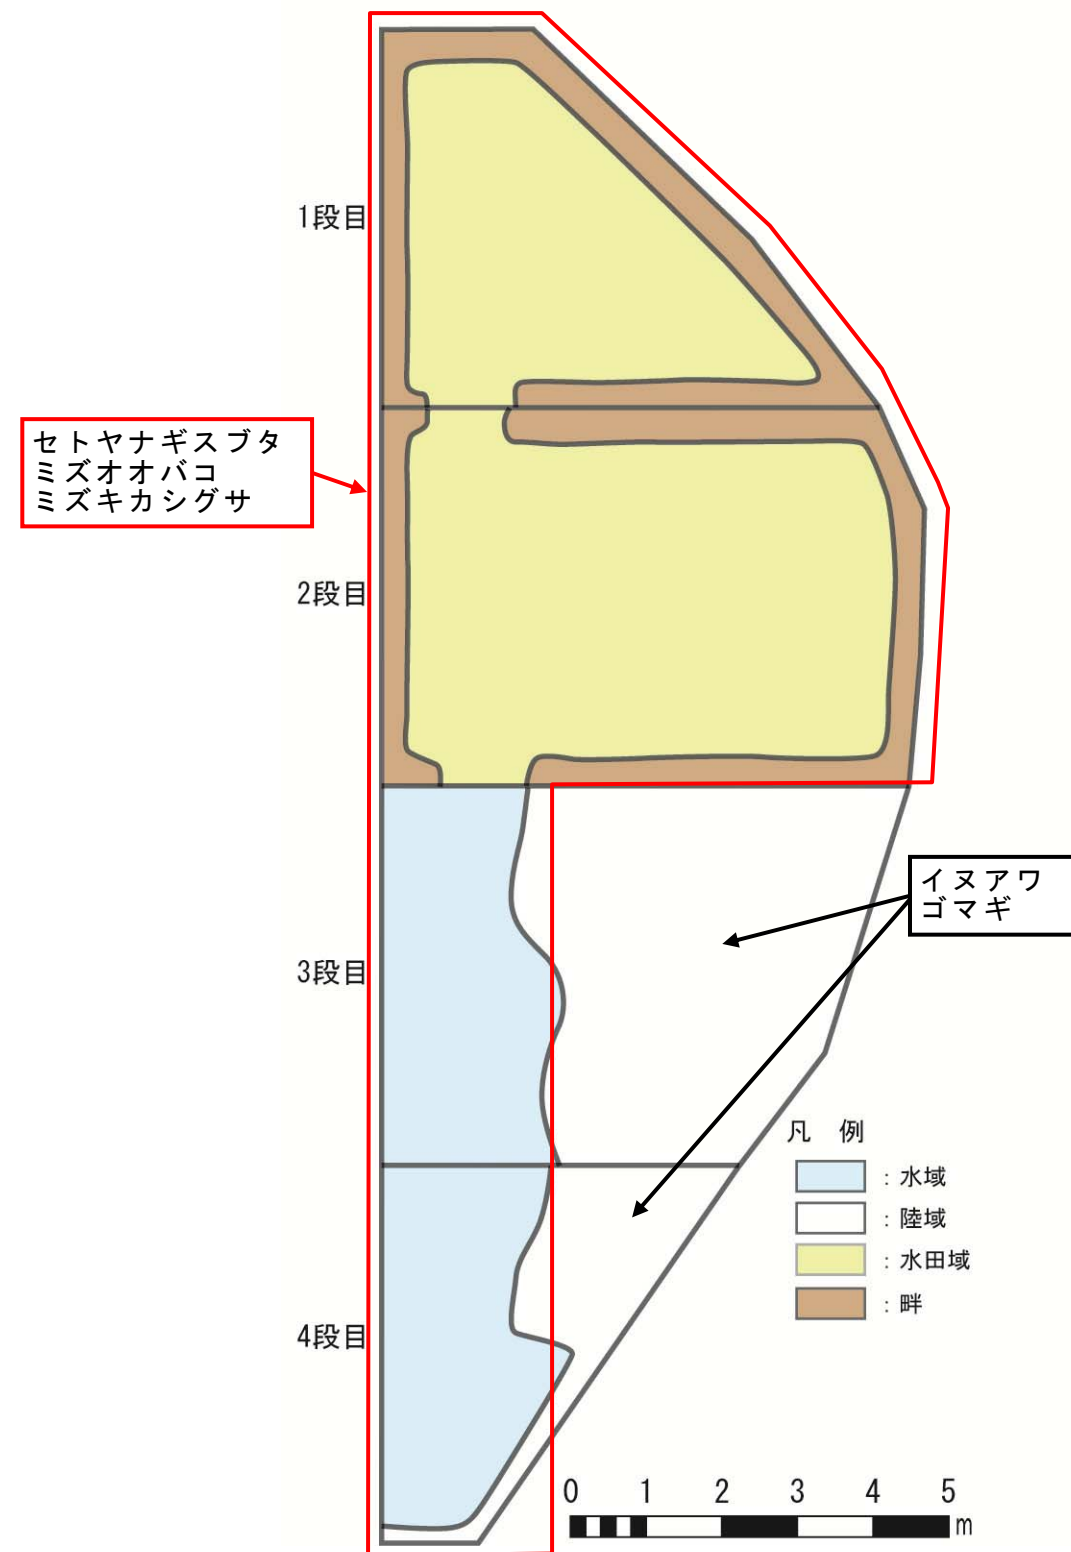 1段目
セトヤナギスブタ
ミズオオバコ
ミズキカシグサ
2段目
イヌアワ
ゴマギ
3段目
凡 例
：水域
：陸域
：水田域
：畔
4段目
0 1 2 3 4 5
m